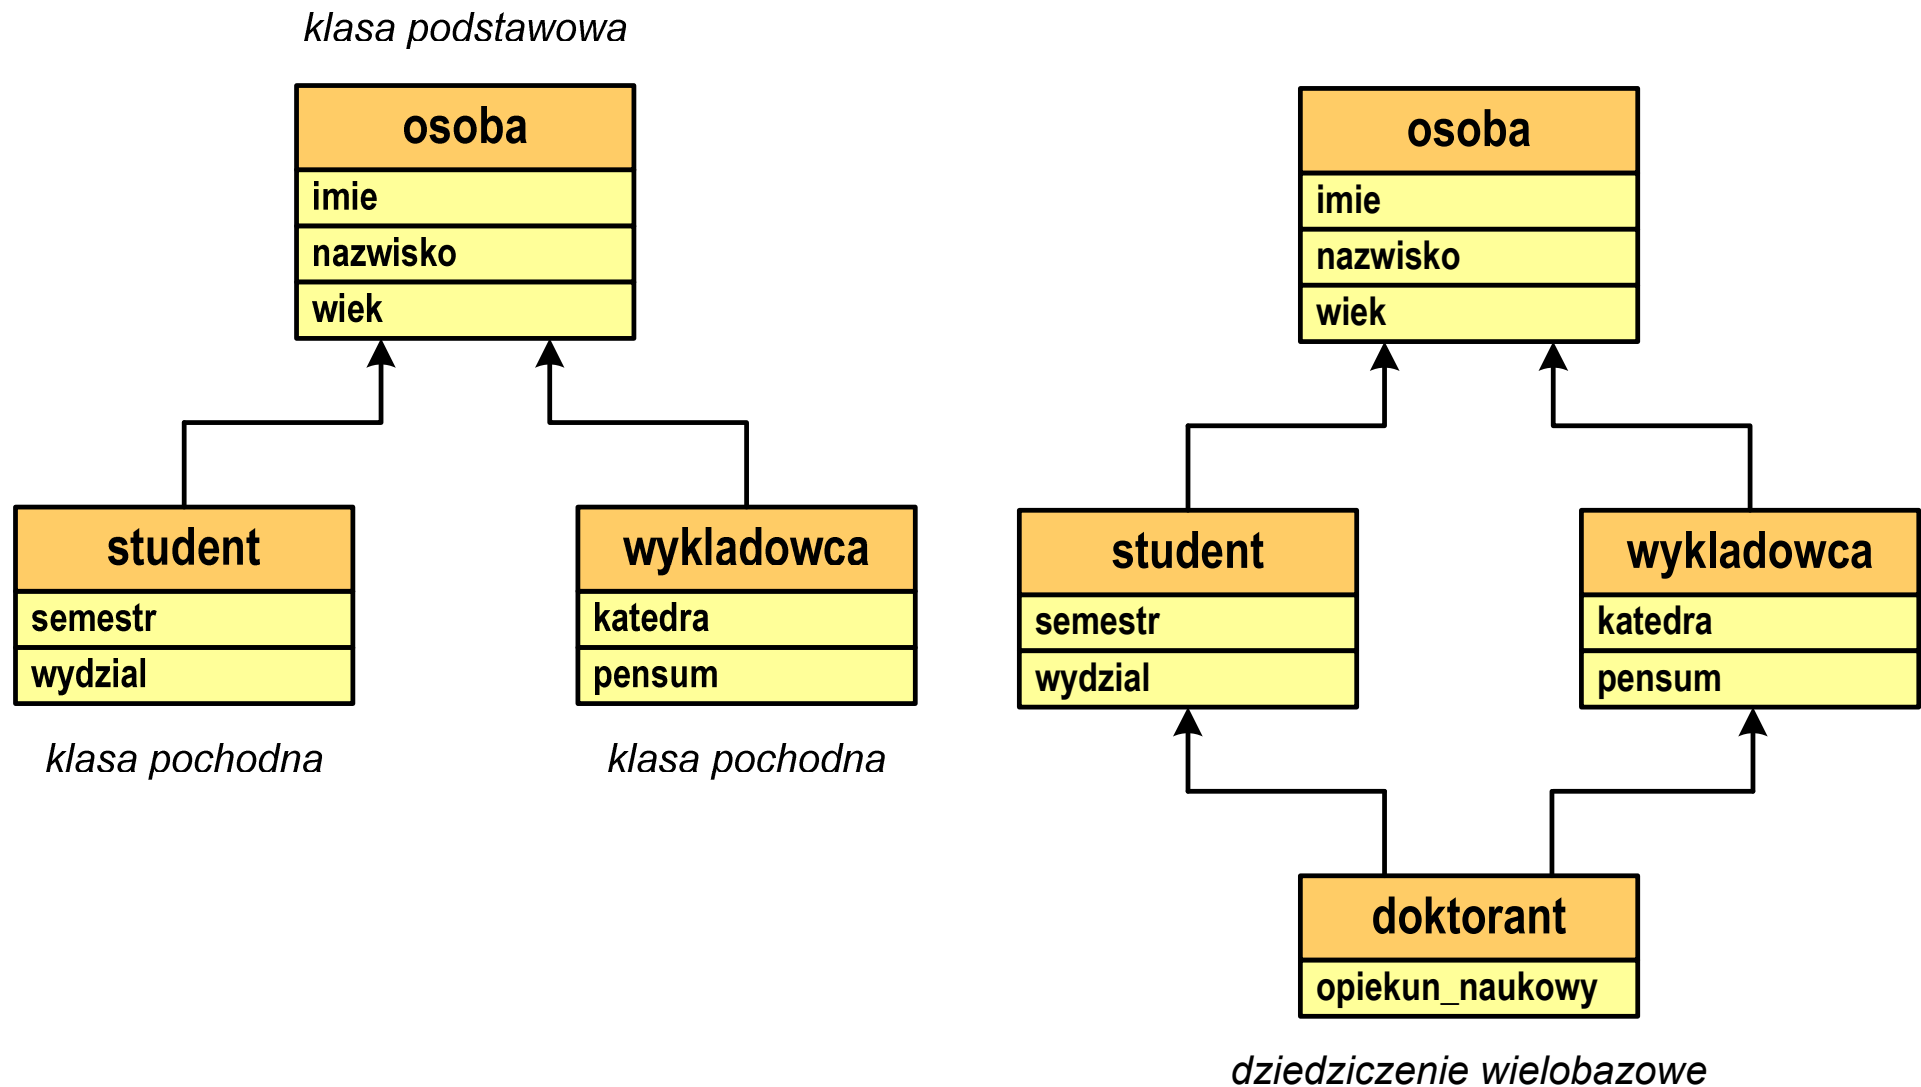 klasa podstawowa
osoba
imie
nazwisko
wiek
student
semestr
wydzial
klasa pochodna
wykladowca
katedra
pensum
klasa pochodna
osoba
imie
nazwisko
wiek
student
semestr
wydzial
wykladowca
katedra
pensum
doktorant
opiekun_naukowy
dziedziczenie wielobazowe